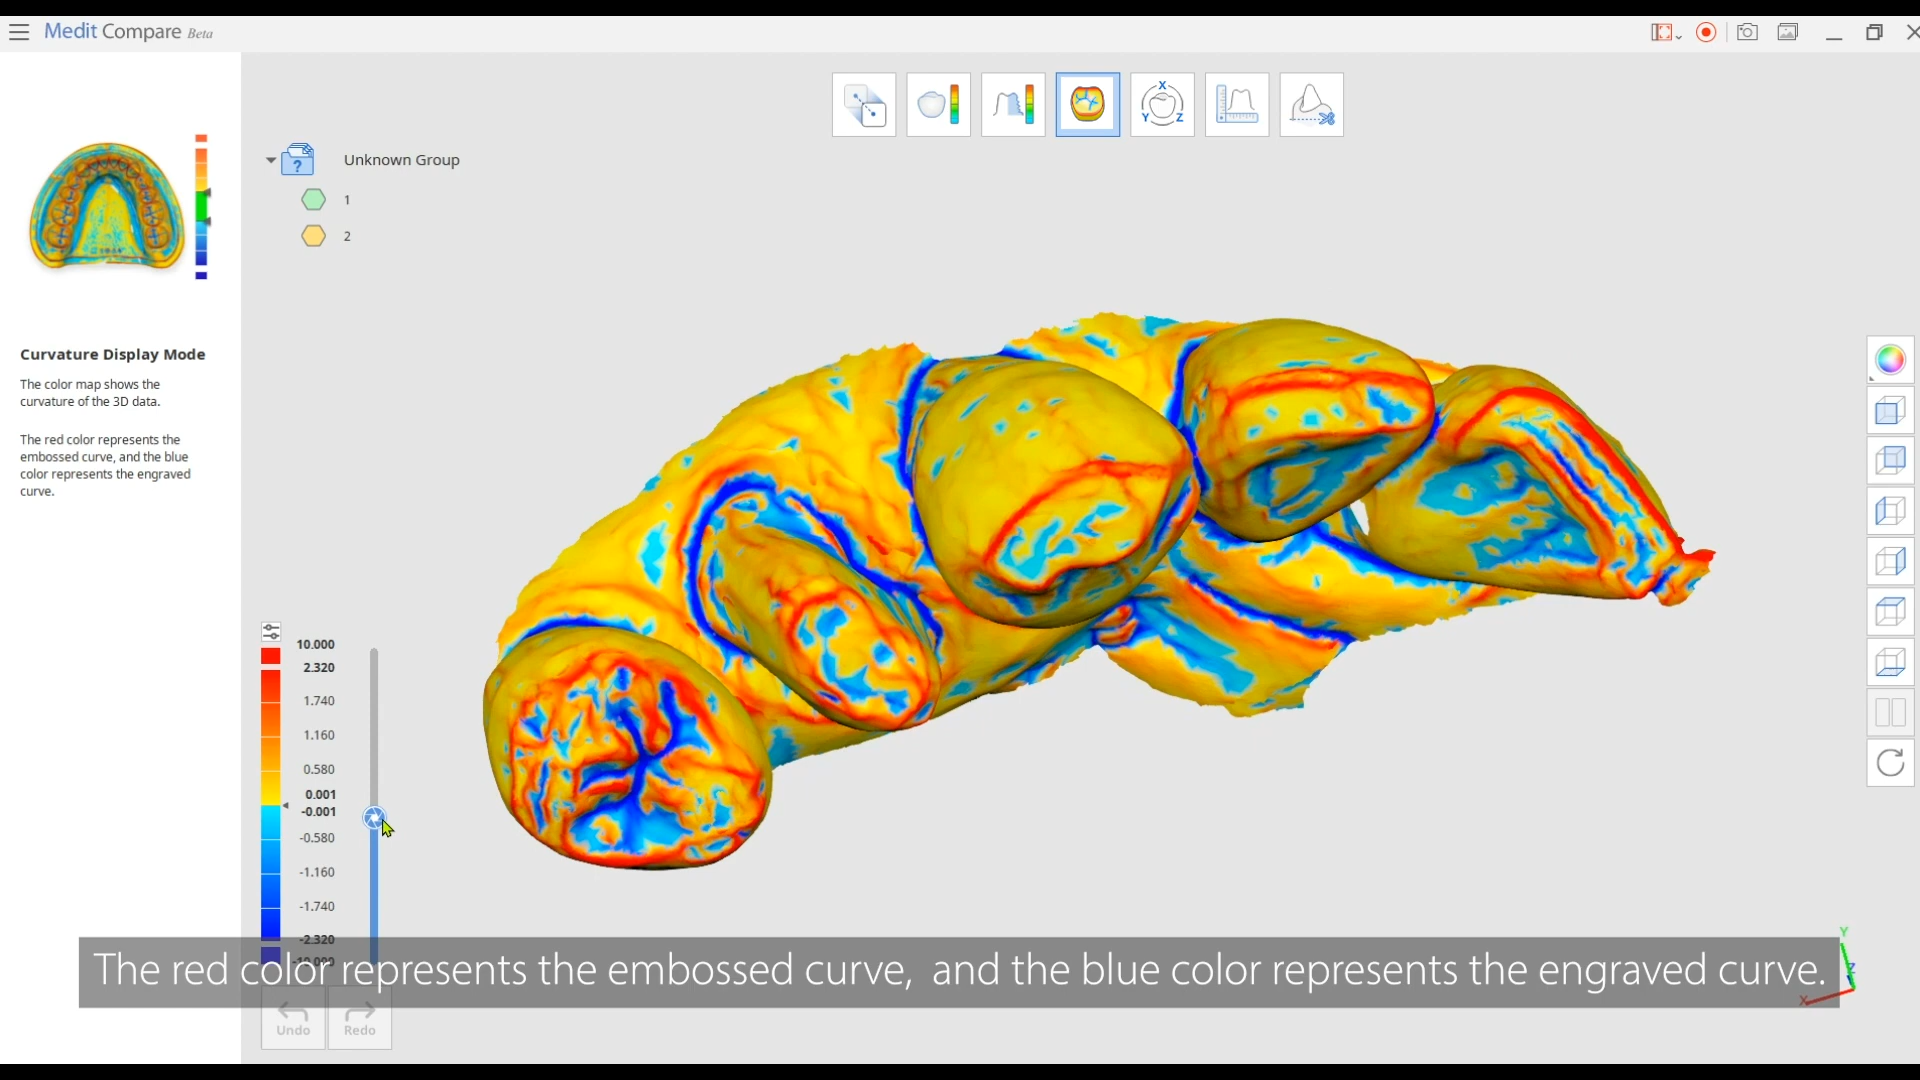 Medit Compare Beta
Unknown Group
1
2
X
Y Z
Curvature Display Mode
The color map shows the
curvature of the 3D data.
The red color represents the
embossed curve, and the blue
color represents the engraved
curve.
10.000
2.320
1.740
1.160
0.580
0.001
-0.001
-0.580
-1.160
-1.740
-2.320
-10.000
The red color represents the embossed curve, and the blue color represents the engraved curve.
Y
Z
X
Undo
Redo